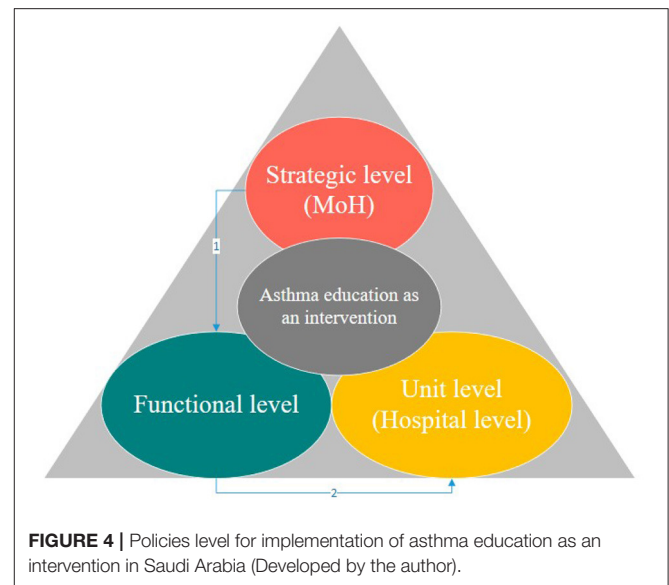 Strategic level
(MoH)
1
Asthma education as
an intervention
Functional level
Unit level
(Hospital level)
2
FIGURE 4 | Policies level for implementation of asthma education as an
intervention in Saudi Arabia (Developed by the author).